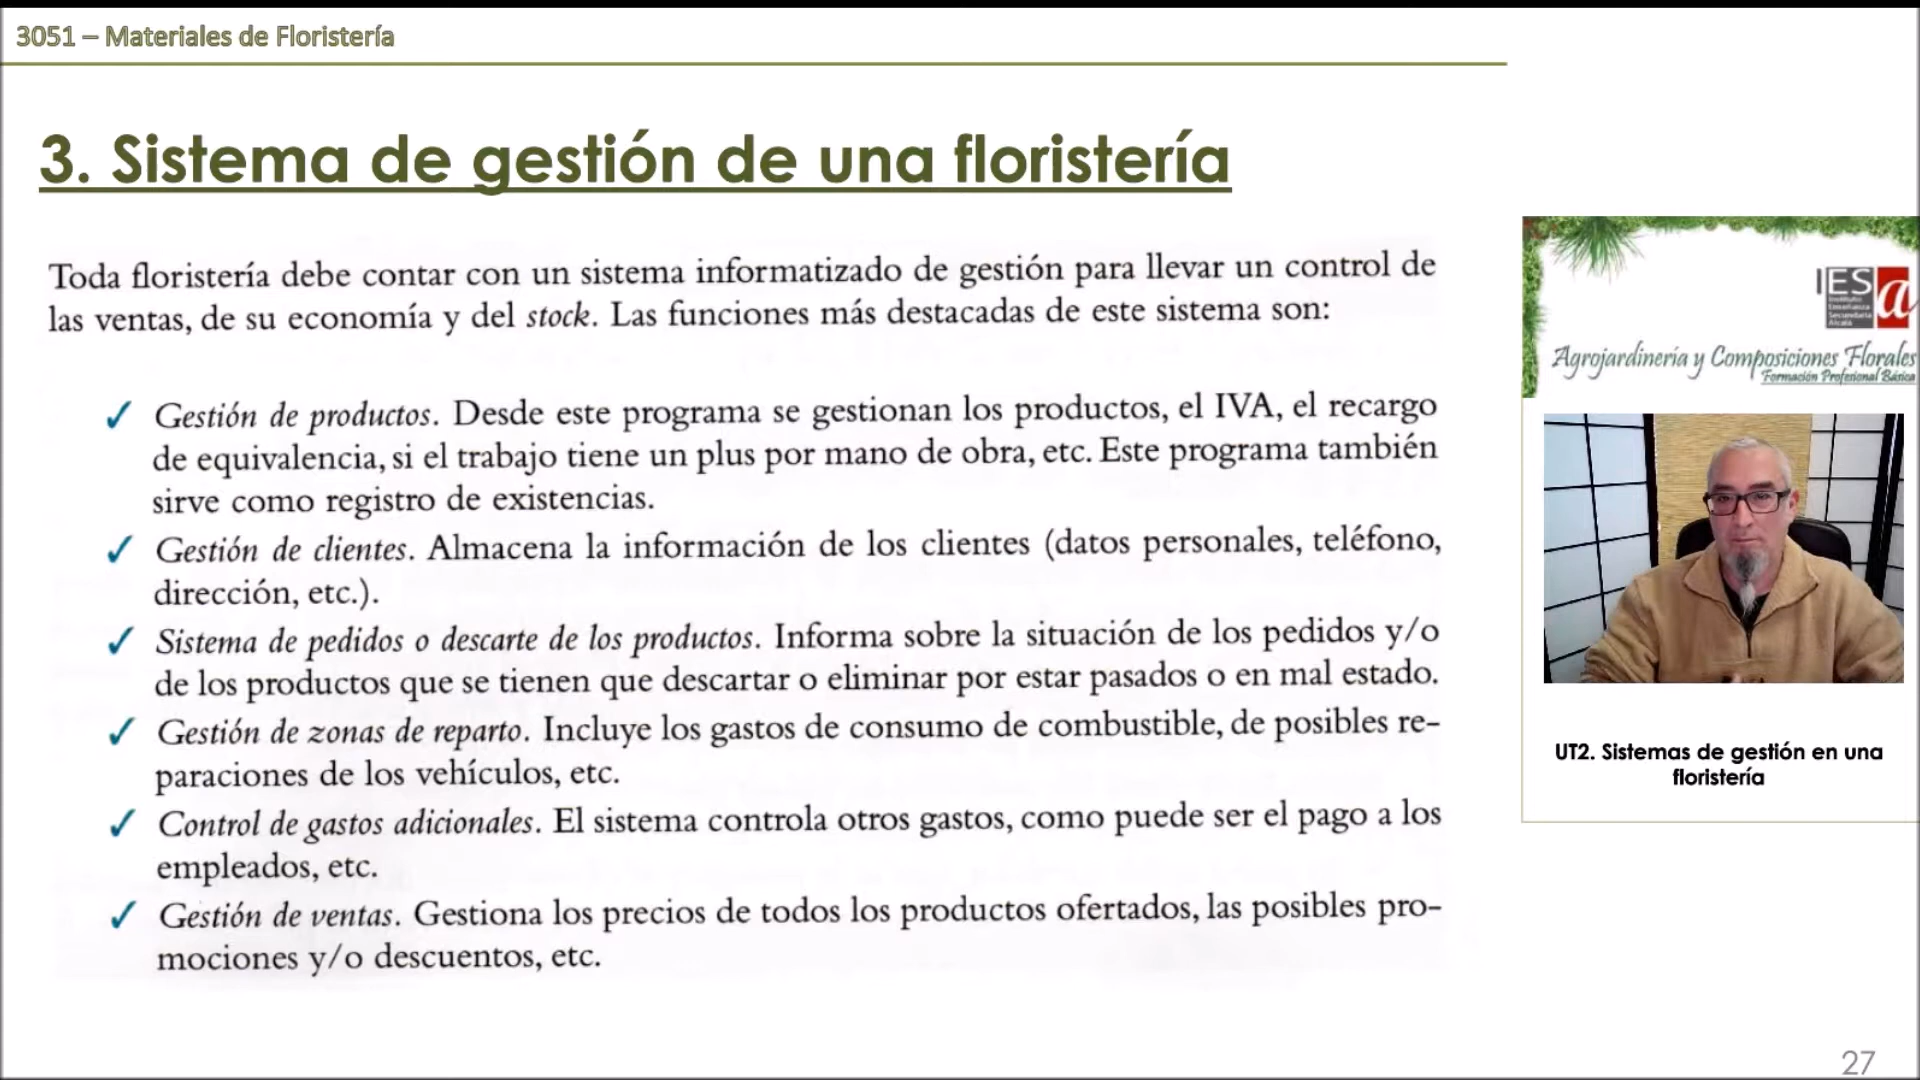 3051 – Materiales de Floristería
3. Sistema de gestión de una floristería
Toda floristería debe contar con un sistema informatizado de gestión para llevar un control de
las ventas, de su economía y del stock. Las funciones más destacadas de este sistema son:
✓ Gestión de productos. Desde este programa se gestionan los productos, el IVA, el recargo
de equivalencia, si el trabajo tiene un plus por mano de obra, etc. Este programa también
sirve como registro de existencias.
✓ Gestión de clientes. Almacena la información de los clientes (datos personales, teléfono,
dirección, etc.).
✓ Sistema de pedidos o descarte de los productos. Informa sobre la situación de los pedidos y/o
de los productos que se tienen que descartar o eliminar por estar pasados o en mal estado.
✓ Gestión de zonas de reparto. Incluye los gastos de consumo de combustible, de posibles re-
paraciones de los vehículos, etc.
✓ Control de gastos adicionales. El sistema controla otros gastos, como puede ser el pago a los
empleados, etc.
✓ Gestión de ventas. Gestiona los precios de todos los productos ofertados, las posibles pro-
mociones y/o descuentos, etc.
IES a
Instituto
Enseñanza
Secundaria
Alcalá
Agrojardinería y Composiciones Florales
Formación Profesional Básica
UT2. Sistemas de gestión en una
floristería
27